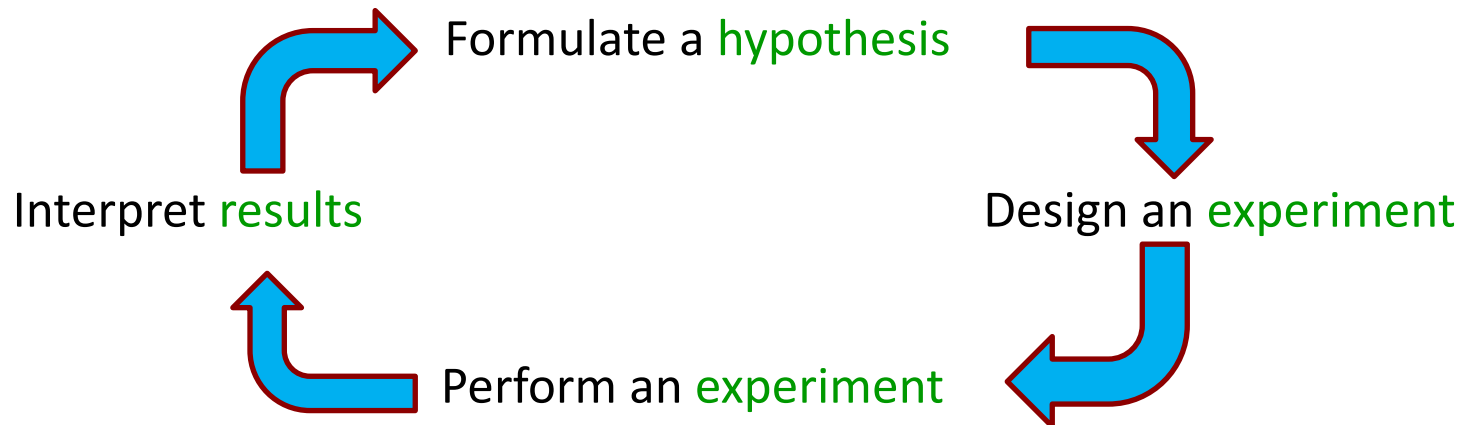 Formulate a hypothesis
Design an experiment
Perform an experiment
Interpret results